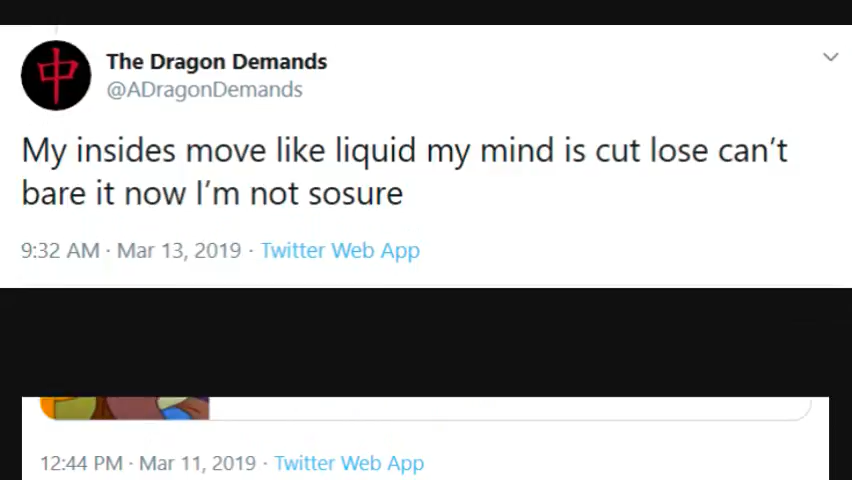 中
The Dragon Demands
@ADragonDemands
My insides move like liquid my mind is cut lose can't
bare it now I'm not sosure
9:32 AM · Mar 13, 2019 · Twitter Web App
12:44 PM · Mar 11, 2019 · Twitter Web App